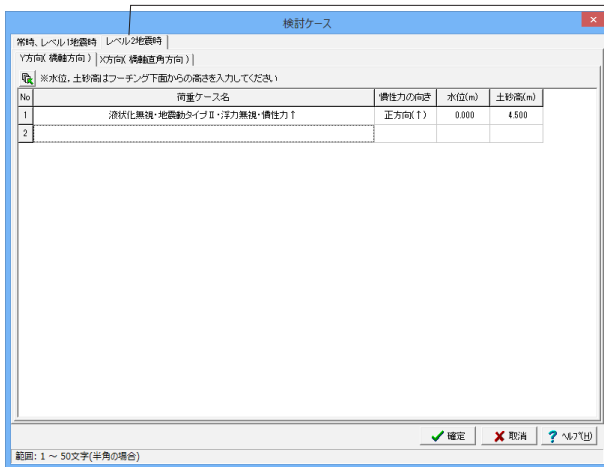 検討ケース
常時、レベル1地震時 レベル2地震時
Y方向( 橋軸方向 ) X方向( 橋軸直角方向 )
※水位, 土砂高はフーチング下面からの高さを入力してください
No 荷重ケース名 慣性力の向き 水位(m) 土砂高(m)
1 液状化無視・地震動タイプⅡ・浮力無視・慣性力↑ 正方向(↑) 0.000 4.500
2
確定 取消 ? ヘルプ(H)
範囲: 1 ～ 50文字(半角の場合)